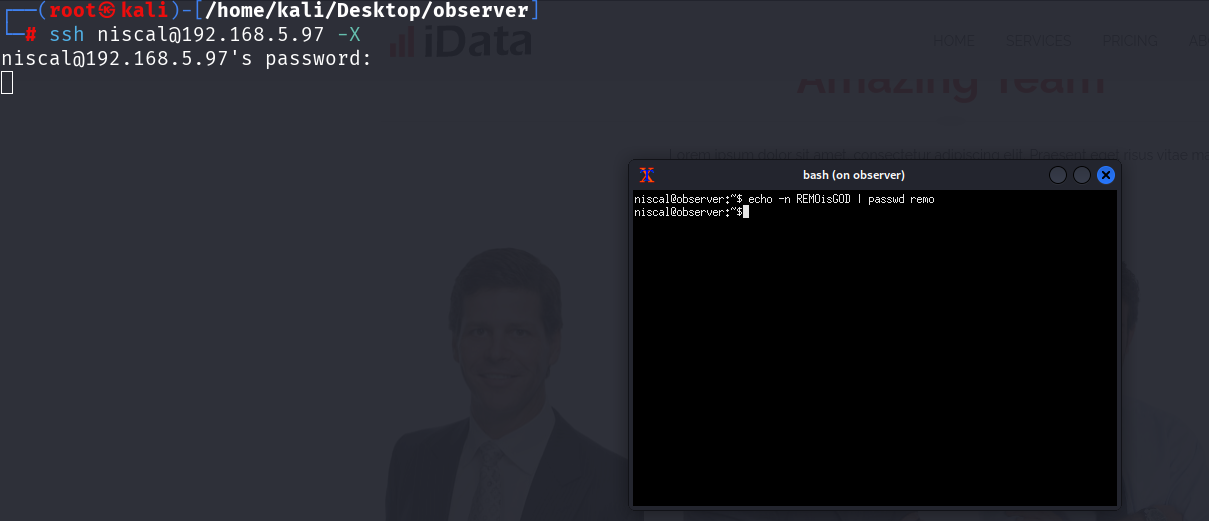 ┌──(root㉿kali)-[/home/kali/Desktop/observer]
└─# ssh niscal@192.168.5.97 -X
niscal@192.168.5.97's password:
iData
HOME SERVICES PRICING AB
Amazing Team
Lorem ipsum dolor sit amet, consectetur adipiscing elit. Praesent eget risus vitae m
bash (on observer)
niscal@observer:~$ echo -n REMOisGOD | passwd remo
niscal@observer:~$